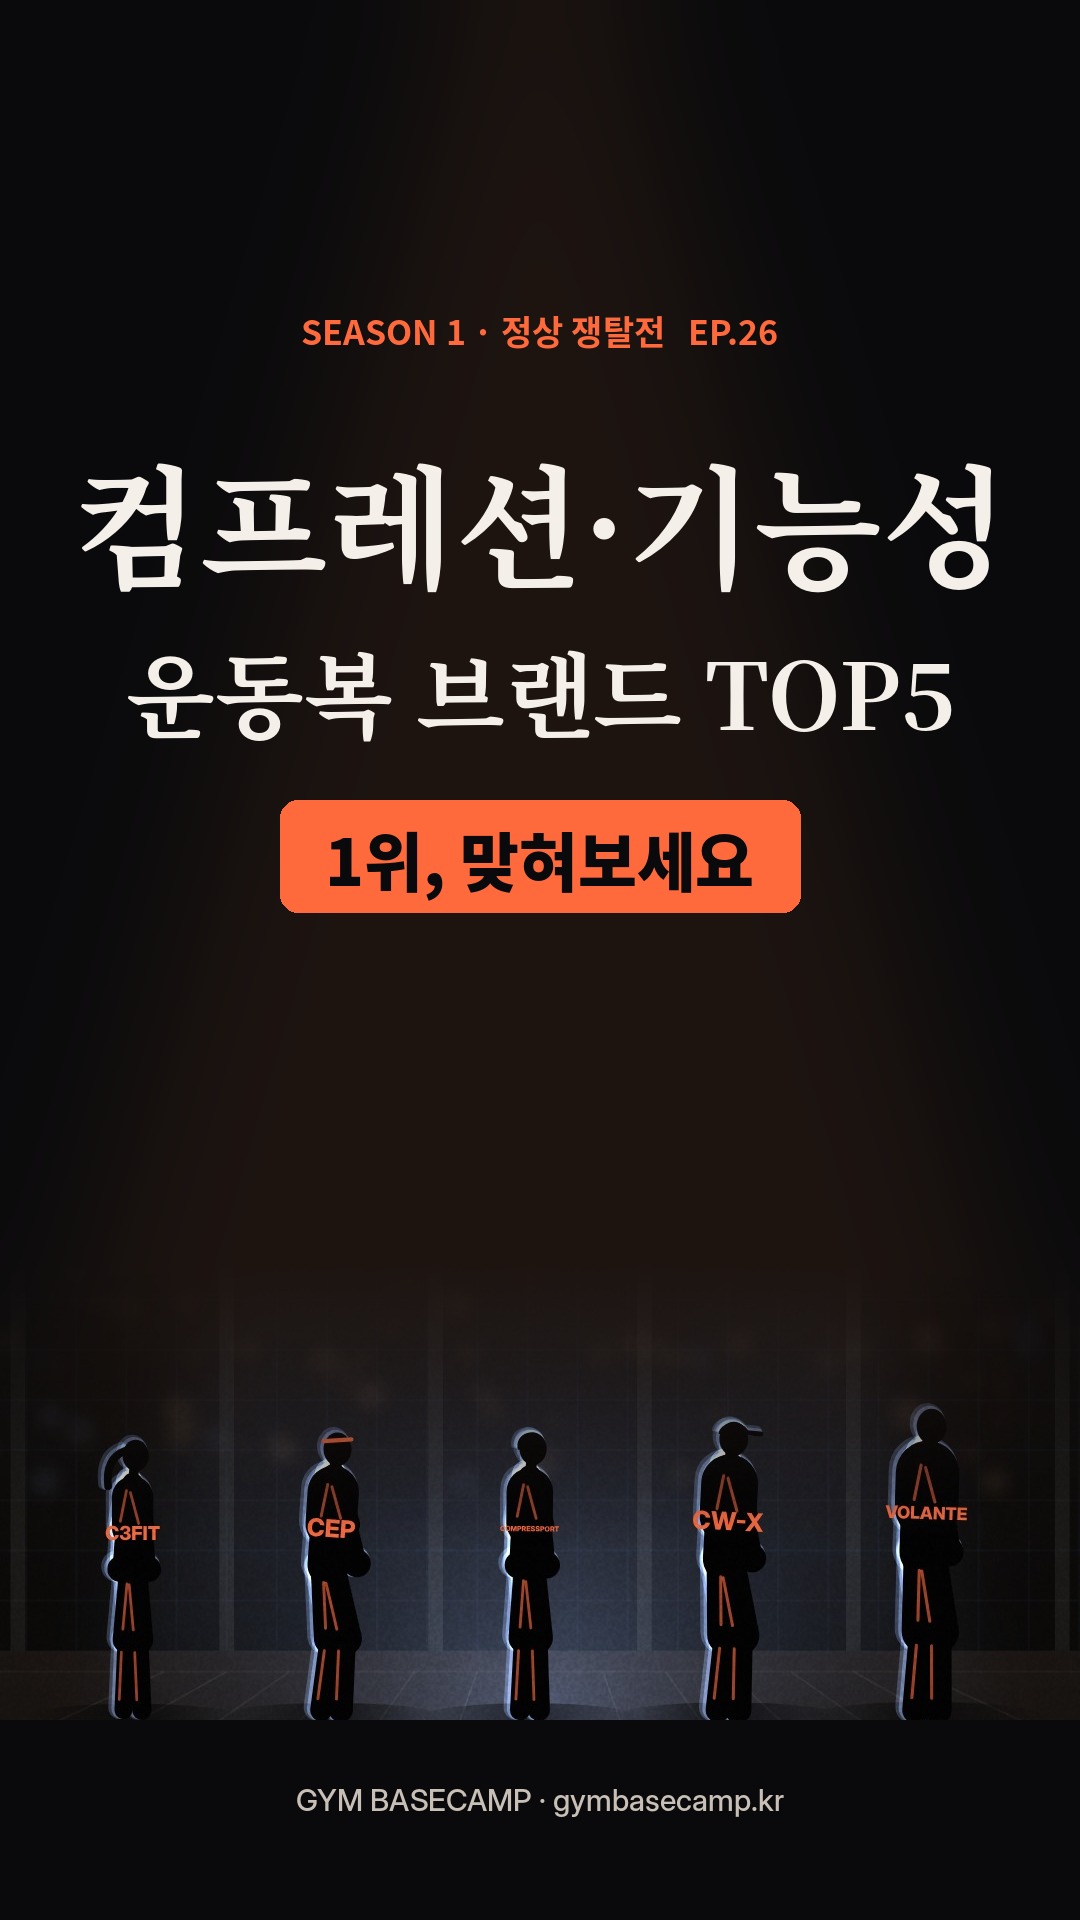 SEASON 1 · 정상 쟁탈전 EP.26
컴프레션·기능성
운동복 브랜드 TOP5
1위, 맞혀보세요
C3FIT
CEP
COMPRESSPORT
CW-X
VOLANTE
GYM BASECAMP · gymbasecamp.kr